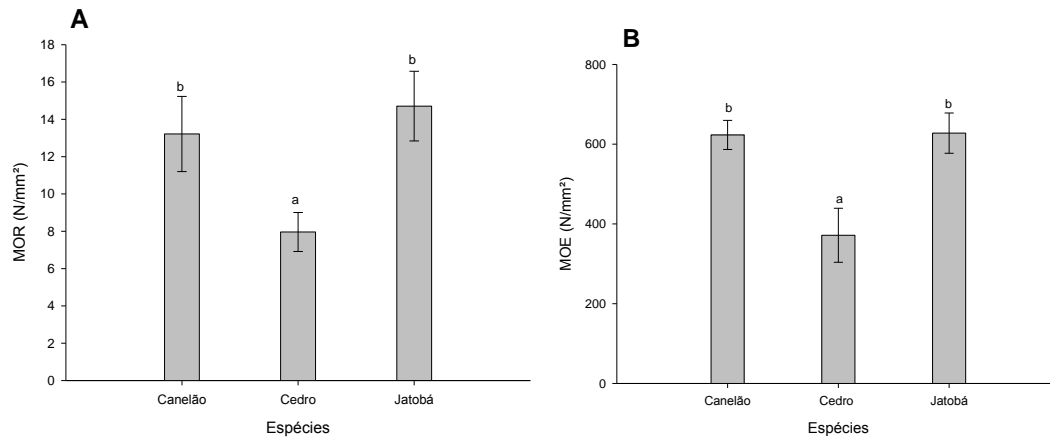 A
MOR (N/mm²)
18
16
14
12
10
8
6
4
2
0
b
a
b
Canelão Cedro Jatobá
Espécies
B
MOE (N/mm²)
800
600
400
200
0
b
a
b
Canelão Cedro Jatobá
Espécies